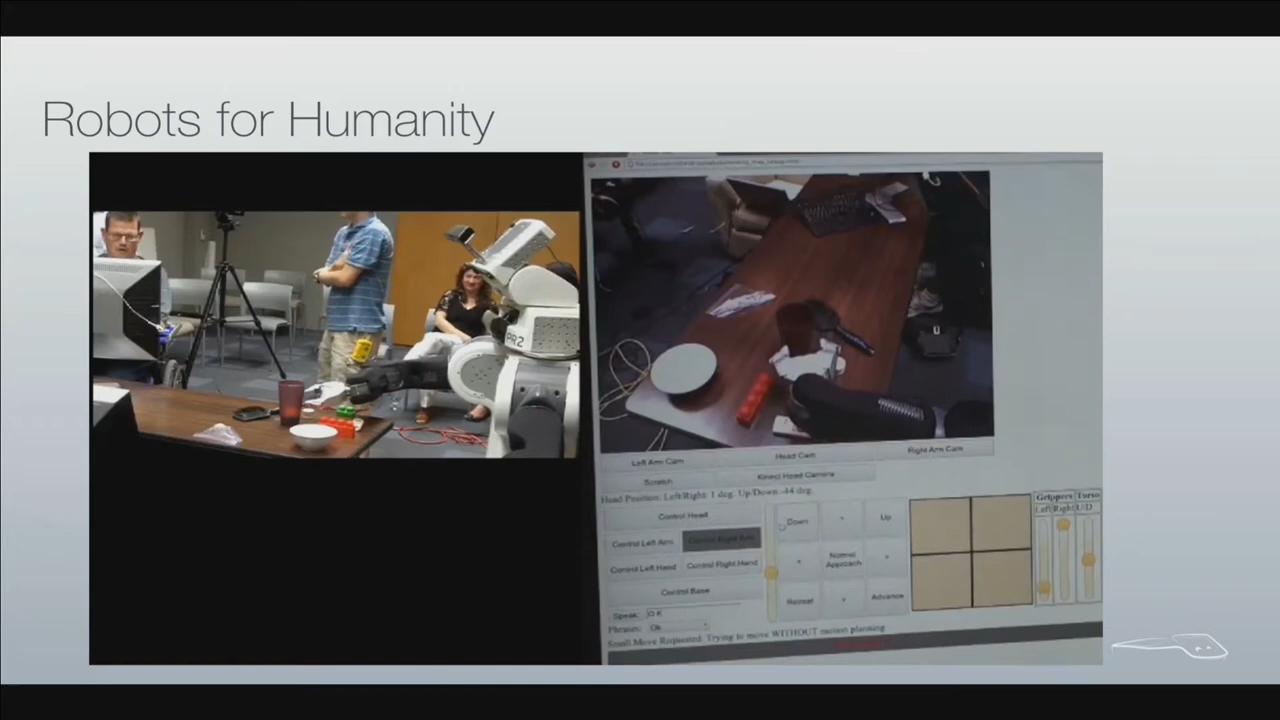 Robots for Humanity
PR2
Left Arm Cam
Head Cam
Right Arm Cam
Scratch
Kinect Head Camera
Head Position: Left/Right: 1 deg. Up/Down: -14 deg.
Control Head
Control Left Arm
Control Right Arm
Control Left Hand
Control Right Hand
Control Base
Speak: O K
Phrases: Ok
Down
Up
Normal Approach
Retreat
Advance
Grippers
Torso
Left
Right
U/D
Small Move Requested: Trying to move WITHOUT motion planning